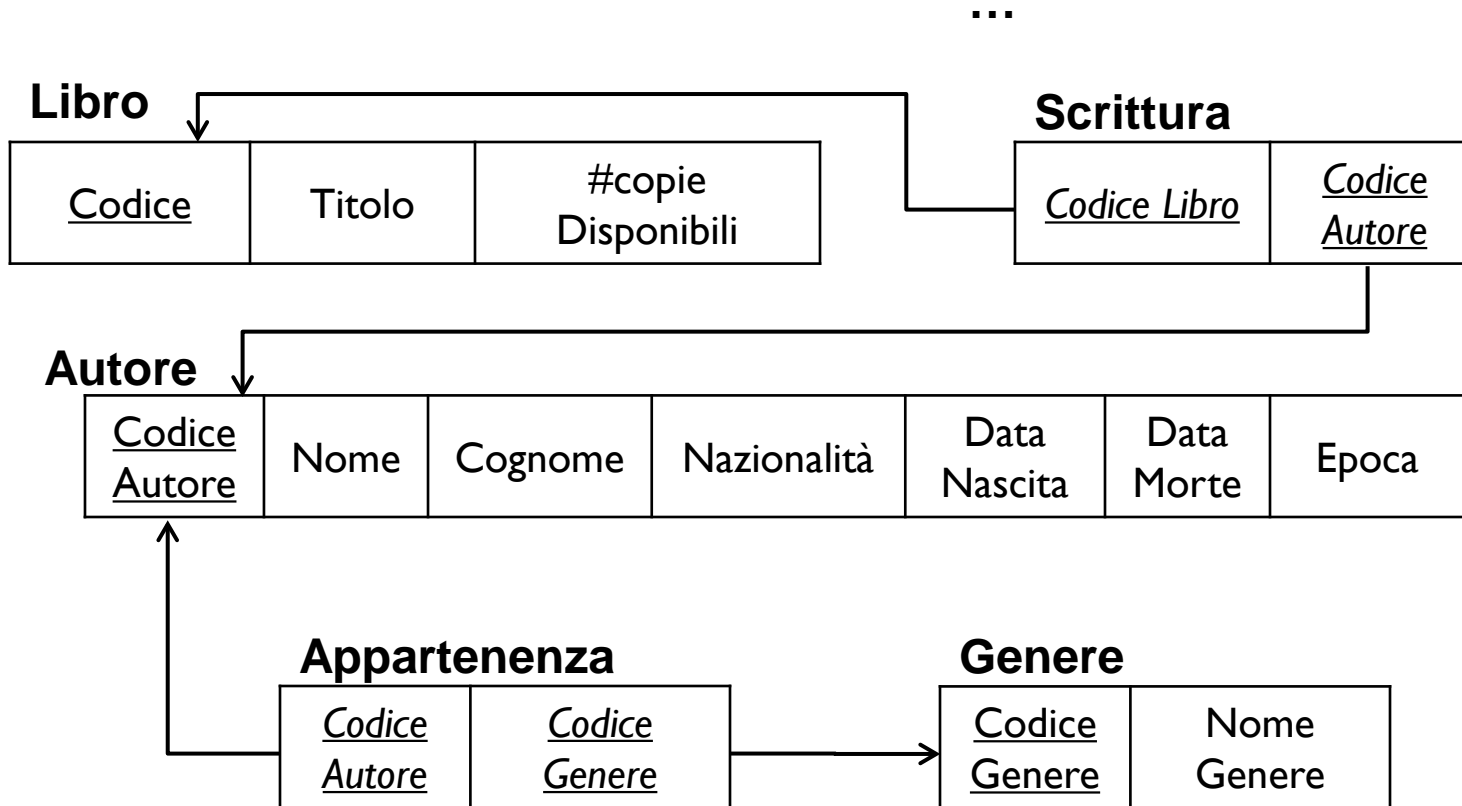 ...
Libro
Scrittura
Codice
Titolo
#copie
Disponibili
Codice Libro
Codice
Autore
Autore
Codice
Autore
Nome
Cognome
Nazionalità
Data
Nascita
Data
Morte
Epoca
Appartenenza
Genere
Codice
Autore
Codice
Genere
Codice
Genere
Nome
Genere